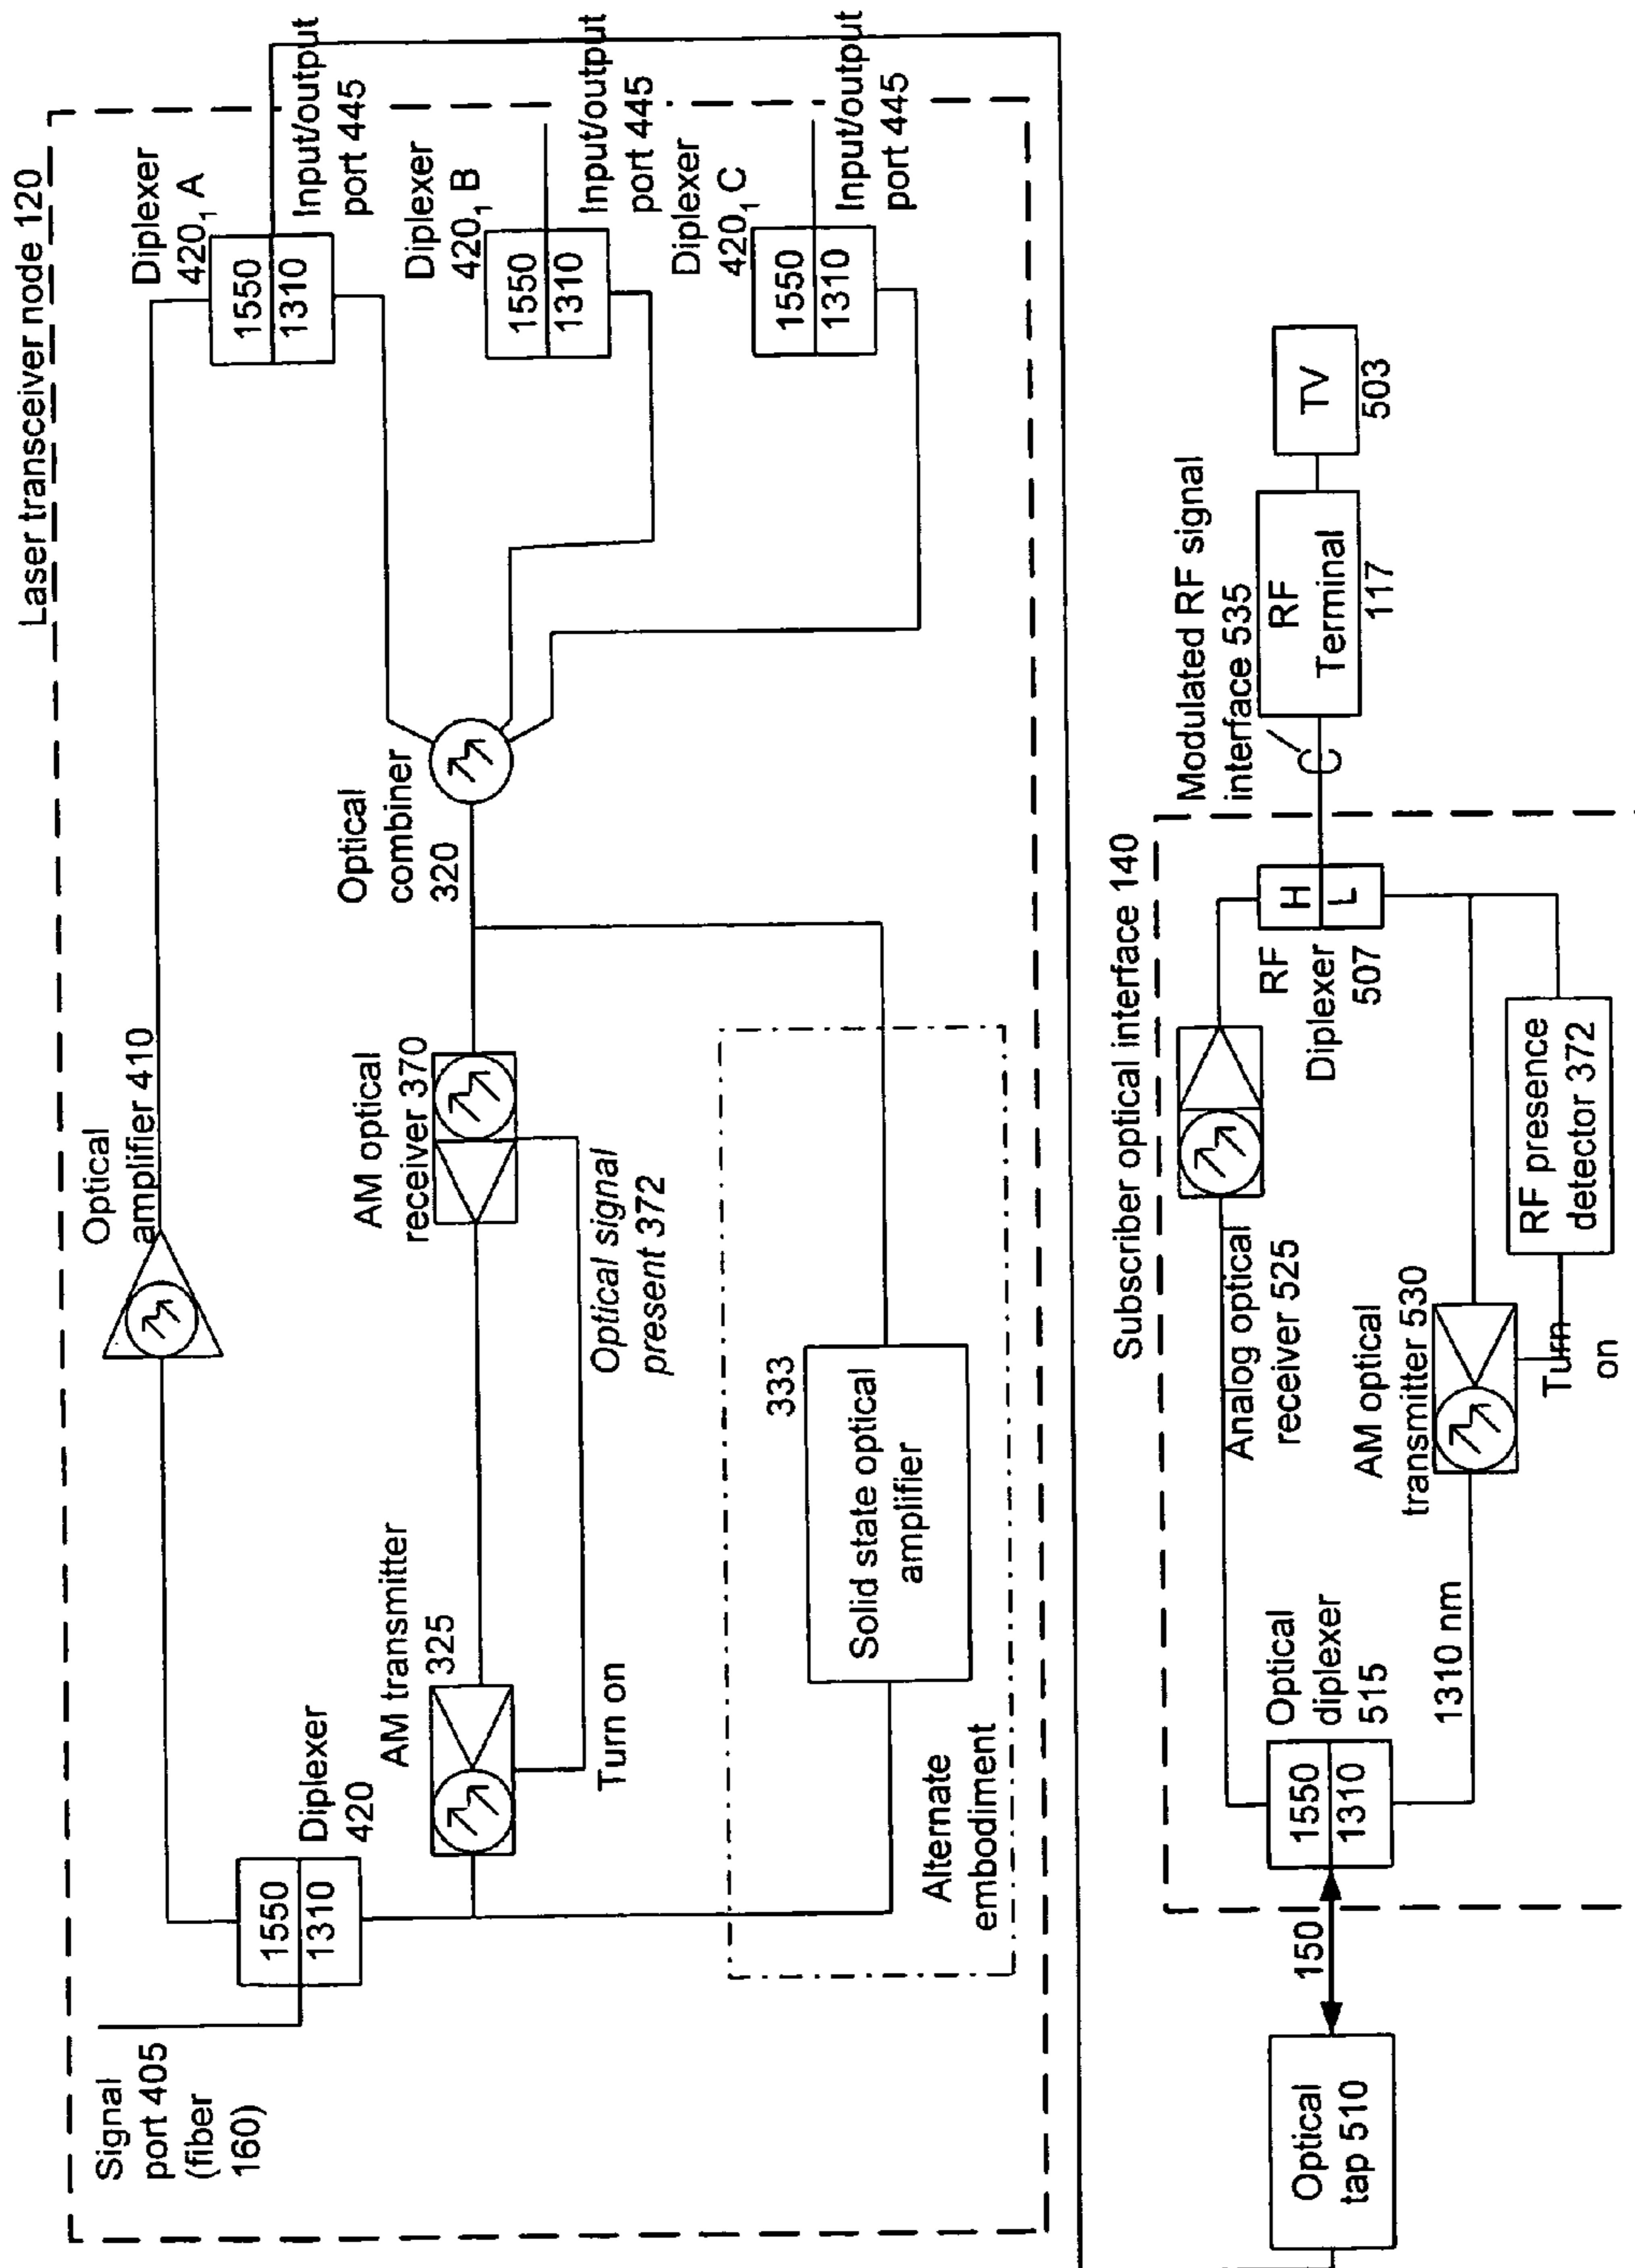 Laser transceiver node 120
Signal
port 405
(fiber
160)
1550
1310
Diplexer
420
Optical
amplifier 410
AM transmitter
325
Turn on
AM optical
receiver 370
Optical signal
present 372
Optical
combiner
320
Alternate
embodiment
Solid state optical
amplifier
333
Diplexer
420₁ A
1550
1310
Input/output
port 445
Diplexer
420₁ B
1550
1310
Input/output
port 445
Diplexer
420₁ C
1550
1310
Input/output
port 445
Subscriber optical interface 140
Optical
tap 510
150
1550
1310
Optical
diplexer
515
1310 nm
Analog optical
receiver 525
AM optical
transmitter 530
Turn
on
RF presence
detector 372
RF
Diplexer
507
H
L
Modulated RF signal
interface 535
RF
Terminal
117
TV
503